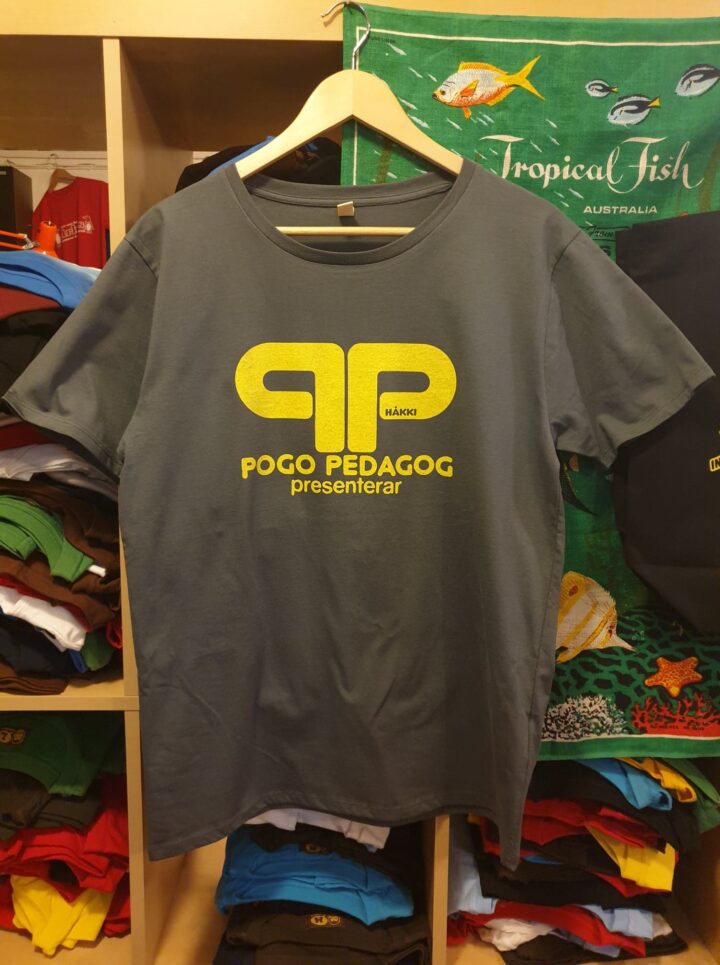 Tropical Fish
AUSTRALIA
HÅKKI
POGO PEDAGOG
presenterar